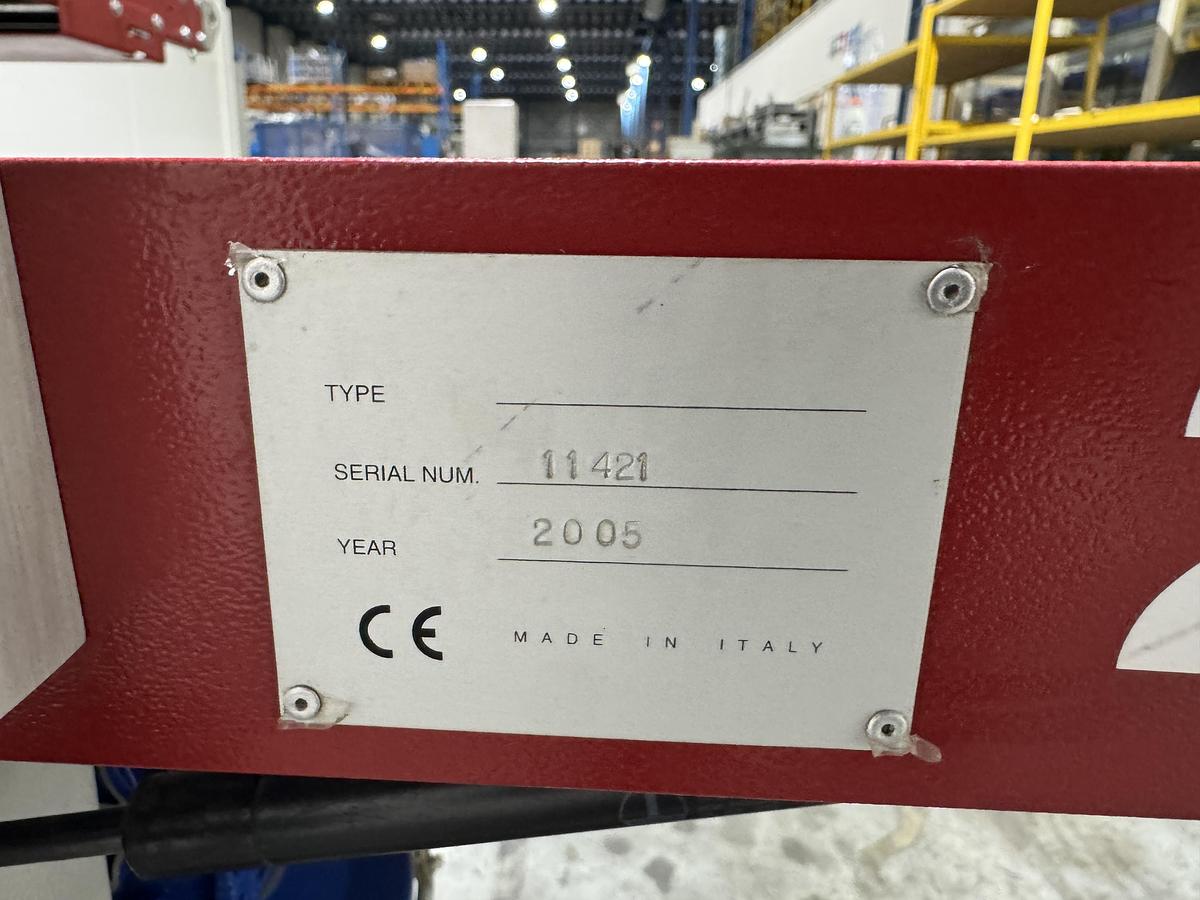 TYPE
SERIAL NUM. 11421
YEAR 2005
CE MADE IN ITALY